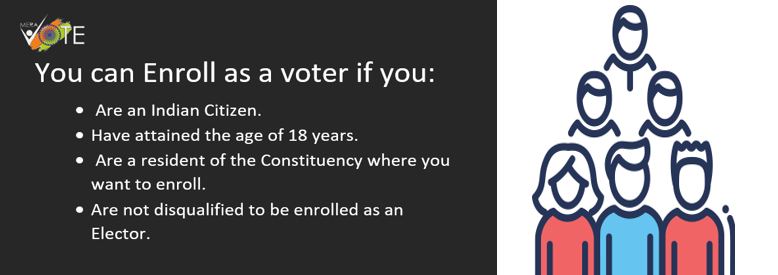 MERA
VOTE
You can Enroll as a voter if you:
• Are an Indian Citizen.
• Have attained the age of 18 years.
• Are a resident of the Constituency where you
want to enroll.
• Are not disqualified to be enrolled as an
Elector.